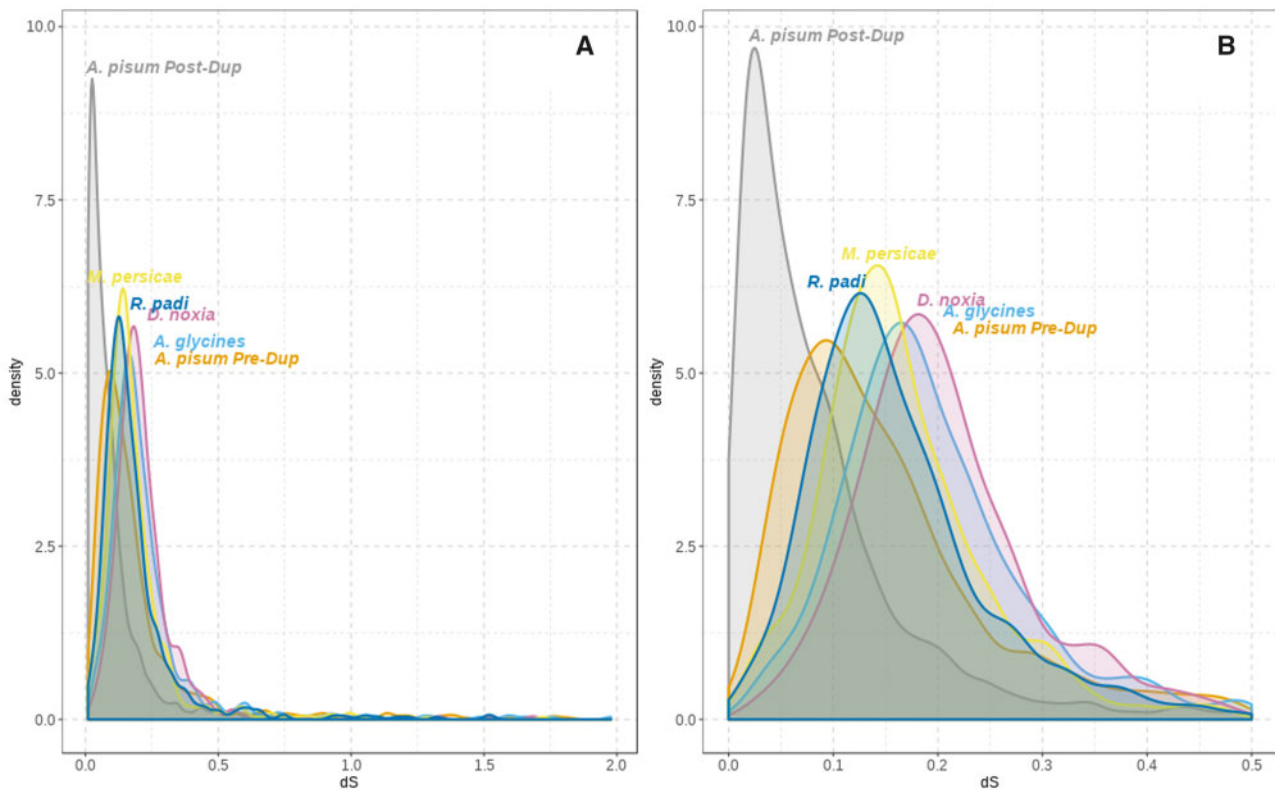 A
10.0
7.5
5.0
2.5
0.0
density
A. pisum Post-Dup
M. persicae
R. padi
D. noxia
A. glycines
A. pisum Pre-Dup
0.0 0.5 1.0 1.5 2.0
dS
B
10.0
7.5
5.0
2.5
0.0
density
A. pisum Post-Dup
M. persicae
R. padi
D. noxia
A. glycines
A. pisum Pre-Dup
0.0 0.1 0.2 0.3 0.4 0.5
dS